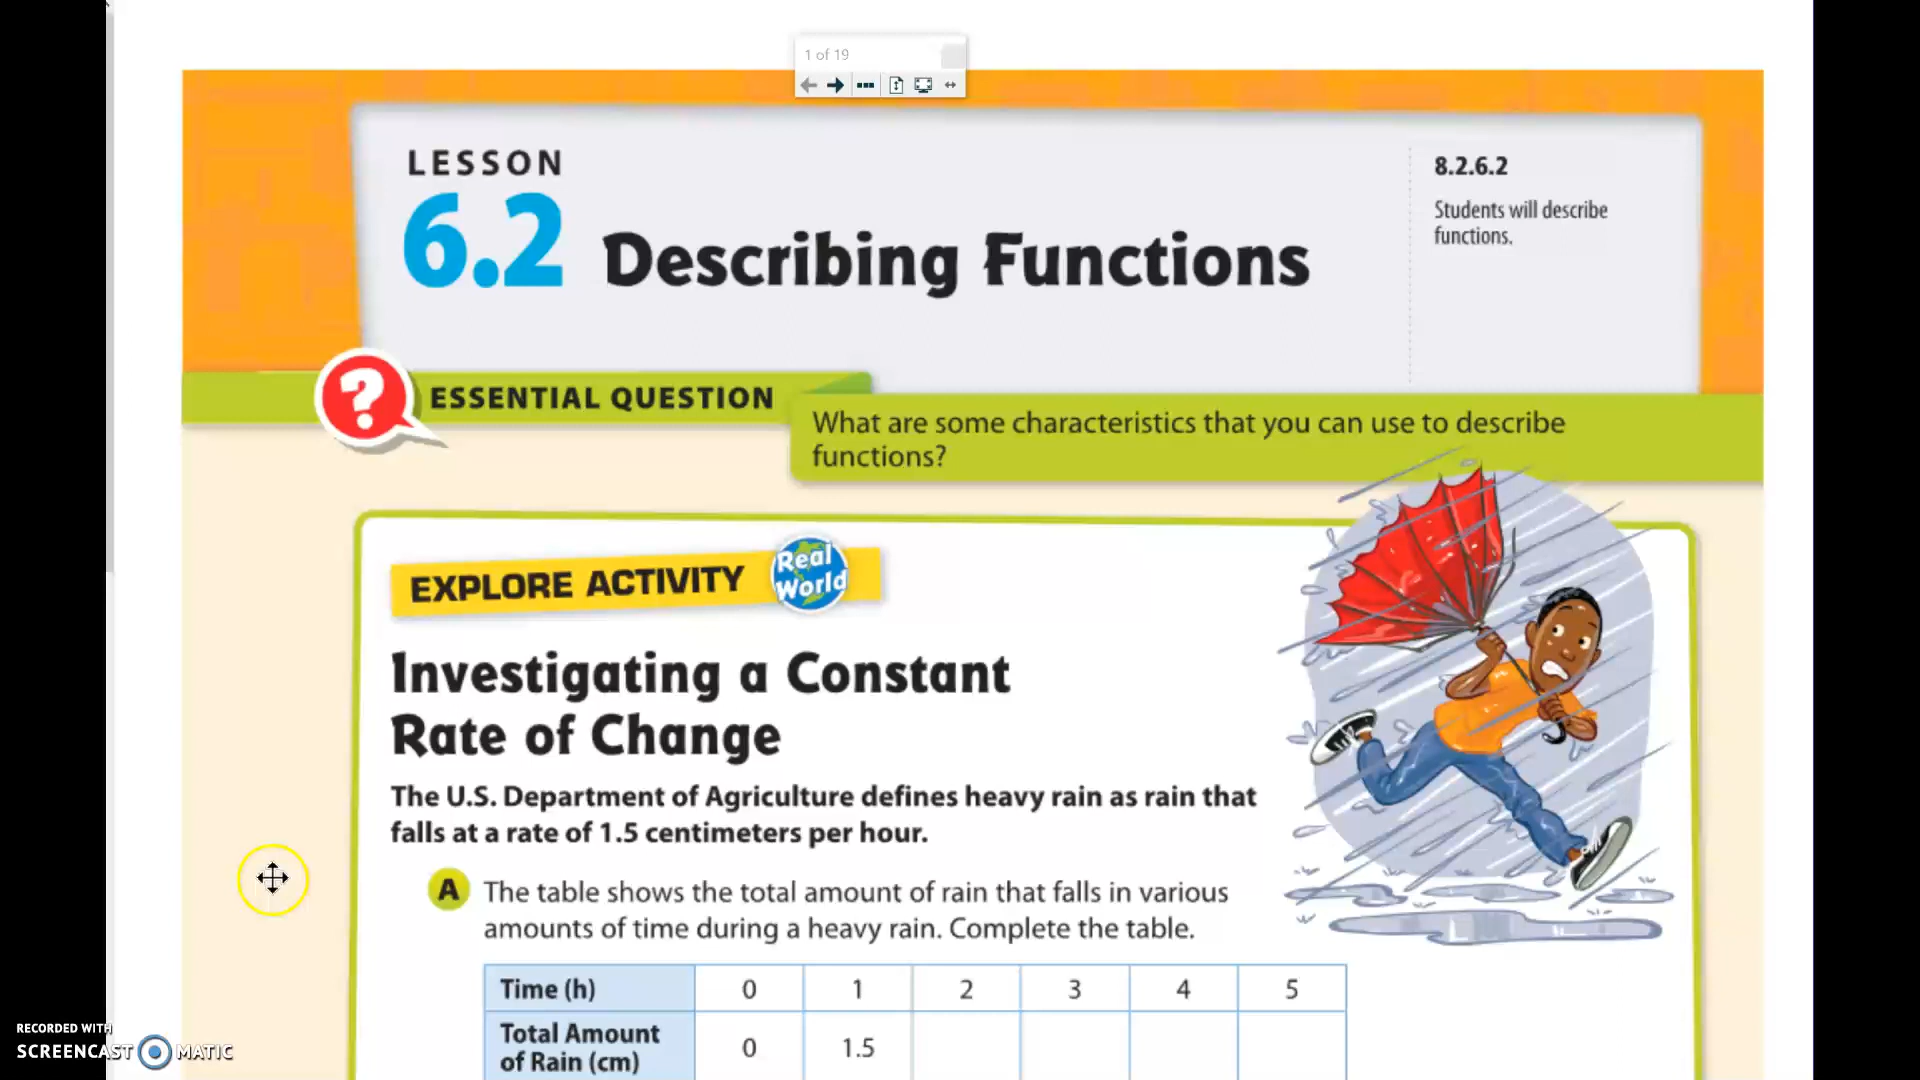 1 of 19
LESSON
6.2 Describing Functions
8.2.6.2
Students will describe
functions.
?
ESSENTIAL QUESTION
What are some characteristics that you can use to describe
functions?
EXPLORE ACTIVITY
Real
World
Investigating a Constant
Rate of Change
The U.S. Department of Agriculture defines heavy rain as rain that
falls at a rate of 1.5 centimeters per hour.
A The table shows the total amount of rain that falls in various
amounts of time during a heavy rain. Complete the table.
Time (h) 0 1 2 3 4 5
Total Amount
of Rain (cm) 0 1.5
RECORDED WITH
SCREENCAST MATIC